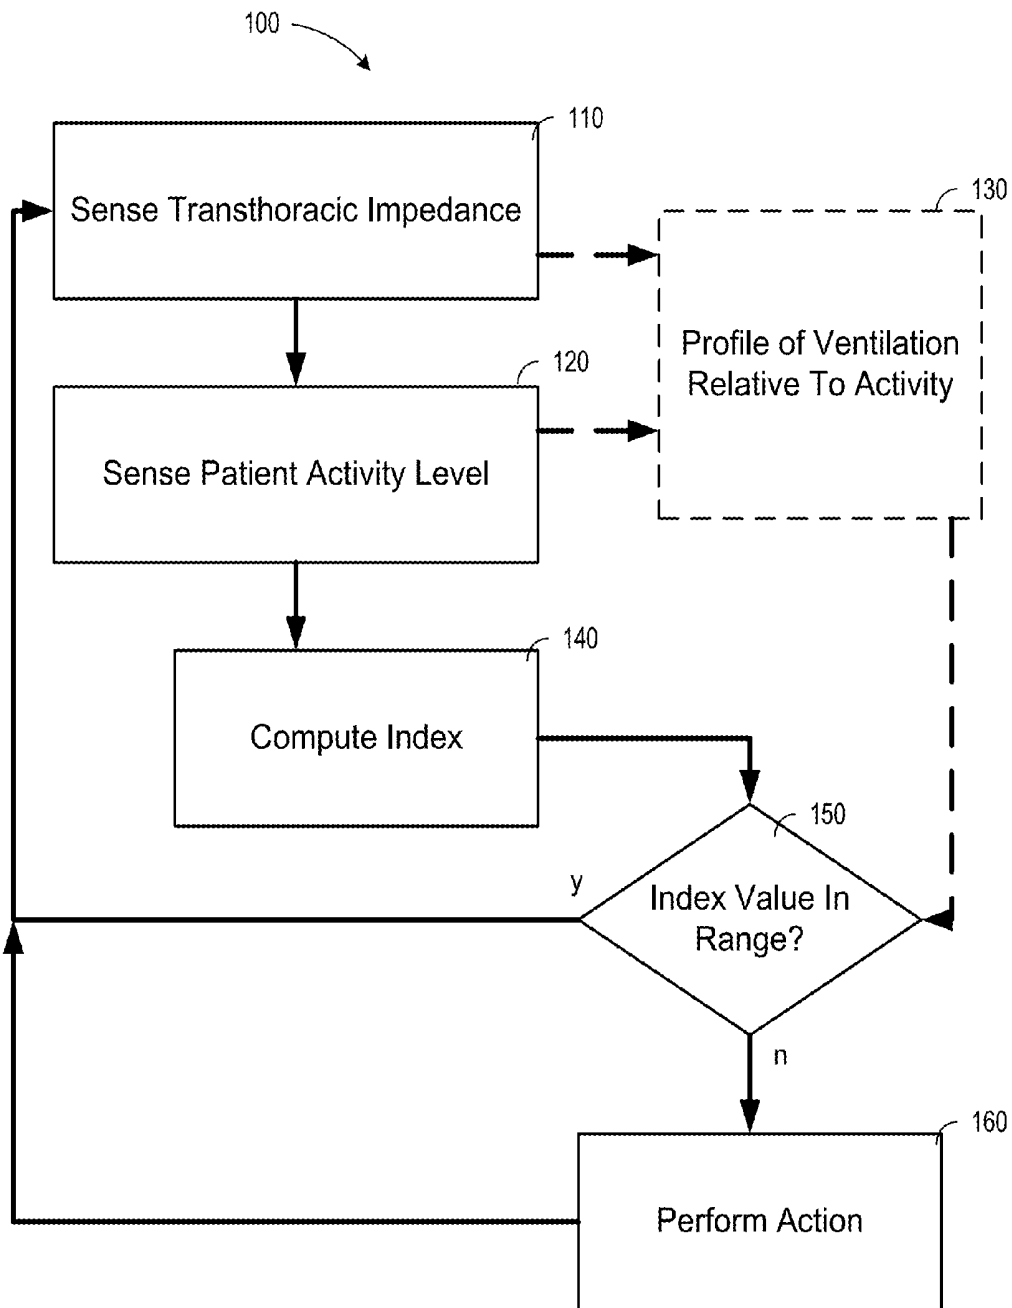 100
110
Sense Transthoracic Impedance
130
Profile of Ventilation
Relative To Activity
120
Sense Patient Activity Level
140
Compute Index
150
y
Index Value In
Range?
n
160
Perform Action